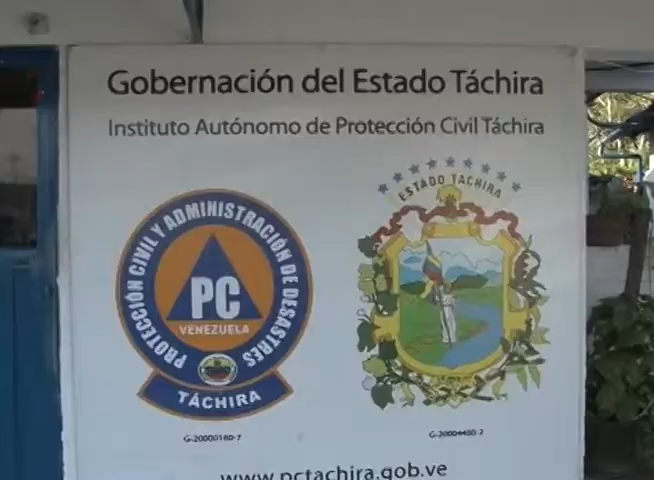 Gobernación del Estado Táchira
Instituto Autónomo de Protección Civil Táchira
PROTECCIÓN CIVIL Y ADMINISTRACIÓN DE DESASTRES
PC
VENEZUELA
TÁCHIRA
ESTADO TACHIRA
www.pctachira.gob.ve